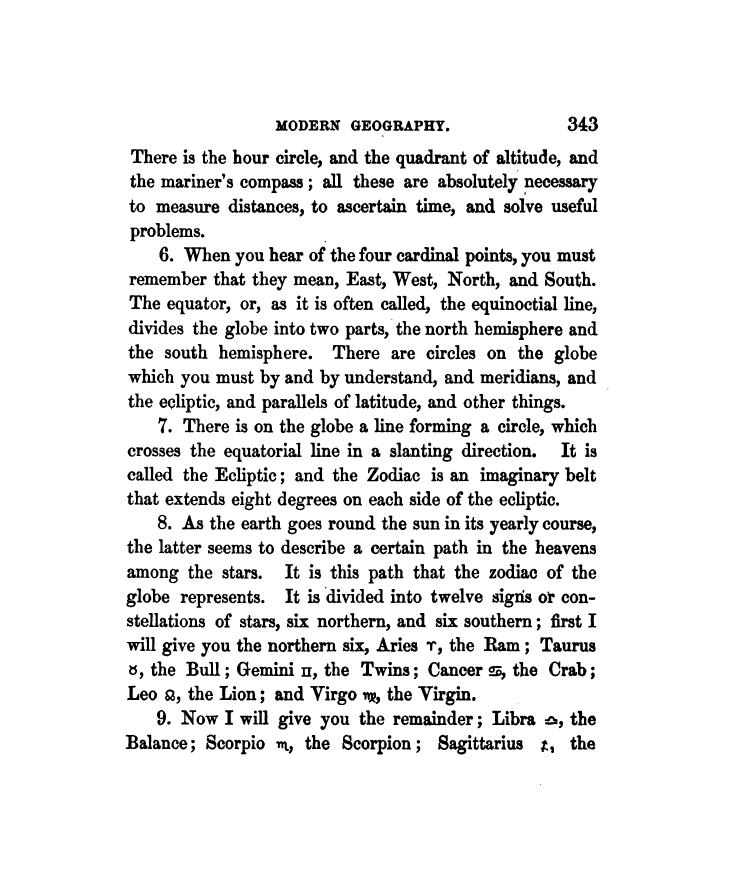 MODERN GEOGRAPHY. 343
There is the hour circle, and the quadrant of altitude, and
the mariner's compass; all these are absolutely necessary
to measure distances, to ascertain time, and solve useful
problems.
6. When you hear of the four cardinal points, you must
remember that they mean, East, West, North, and South.
The equator, or, as it is often called, the equinoctial line,
divides the globe into two parts, the north hemisphere and
the south hemisphere. There are circles on the globe
which you must by and by understand, and meridians, and
the ecliptic, and parallels of latitude, and other things.
7. There is on the globe a line forming a circle, which
crosses the equatorial line in a slanting direction. It is
called the Ecliptic; and the Zodiac is an imaginary belt
that extends eight degrees on each side of the ecliptic.
8. As the earth goes round the sun in its yearly course,
the latter seems to describe a certain path in the heavens
among the stars. It is this path that the zodiac of the
globe represents. It is divided into twelve signs or con-
stellations of stars, six northern, and six southern; first I
will give you the northern six, Aries ♈, the Ram; Taurus
♉, the Bull; Gemini ♊, the Twins; Cancer ♋, the Crab;
Leo ♌, the Lion; and Virgo ♍, the Virgin.
9. Now I will give you the remainder; Libra ♎, the
Balance; Scorpio ♏, the Scorpion; Sagittarius ♐, the